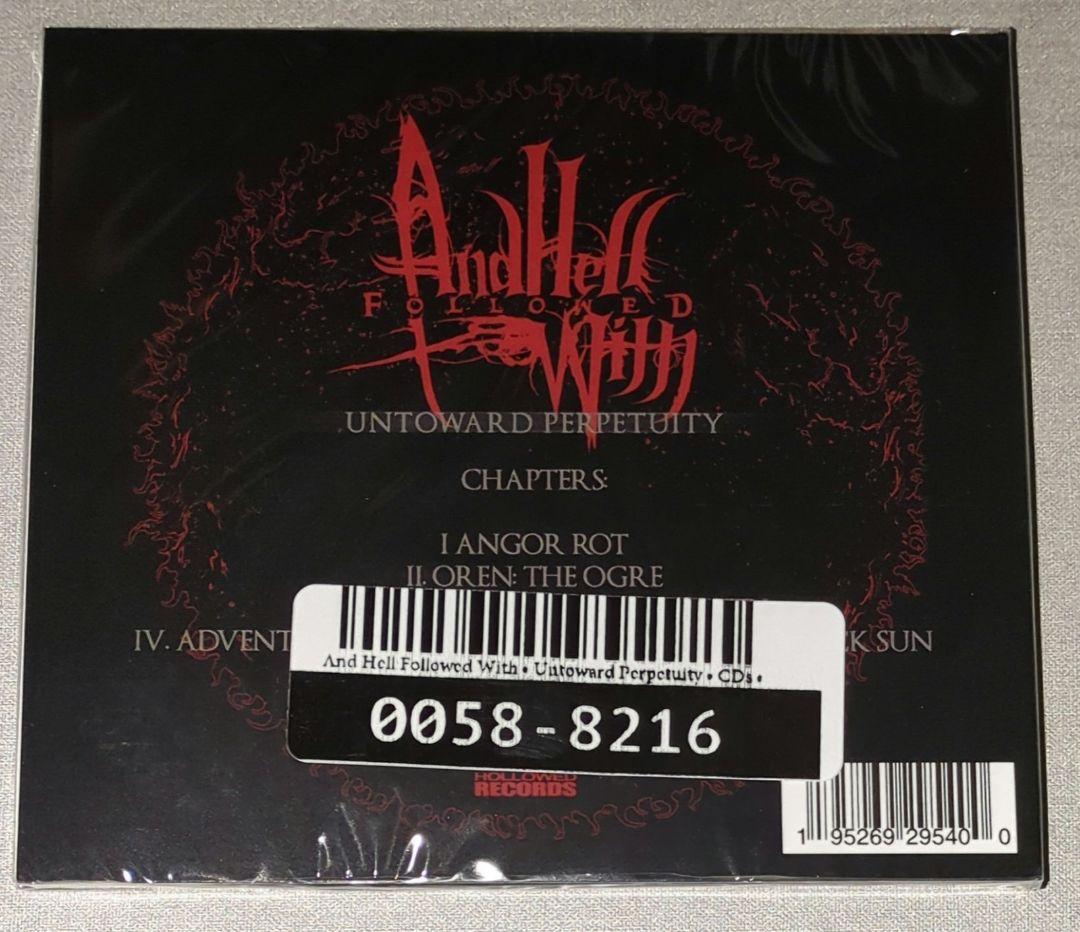 And Hell
FOLLOWED
With
UNTOWARD PERPETUITY
CHAPTERS:
I ANGOR ROT
II. OREN: THE OGRE
IV. ADVENT
CK SUN
And Hell Followed With • Untoward Perpetuity • CDs •
0058-8216
HOLLOWED
RECORDS
1 95269 29540 0